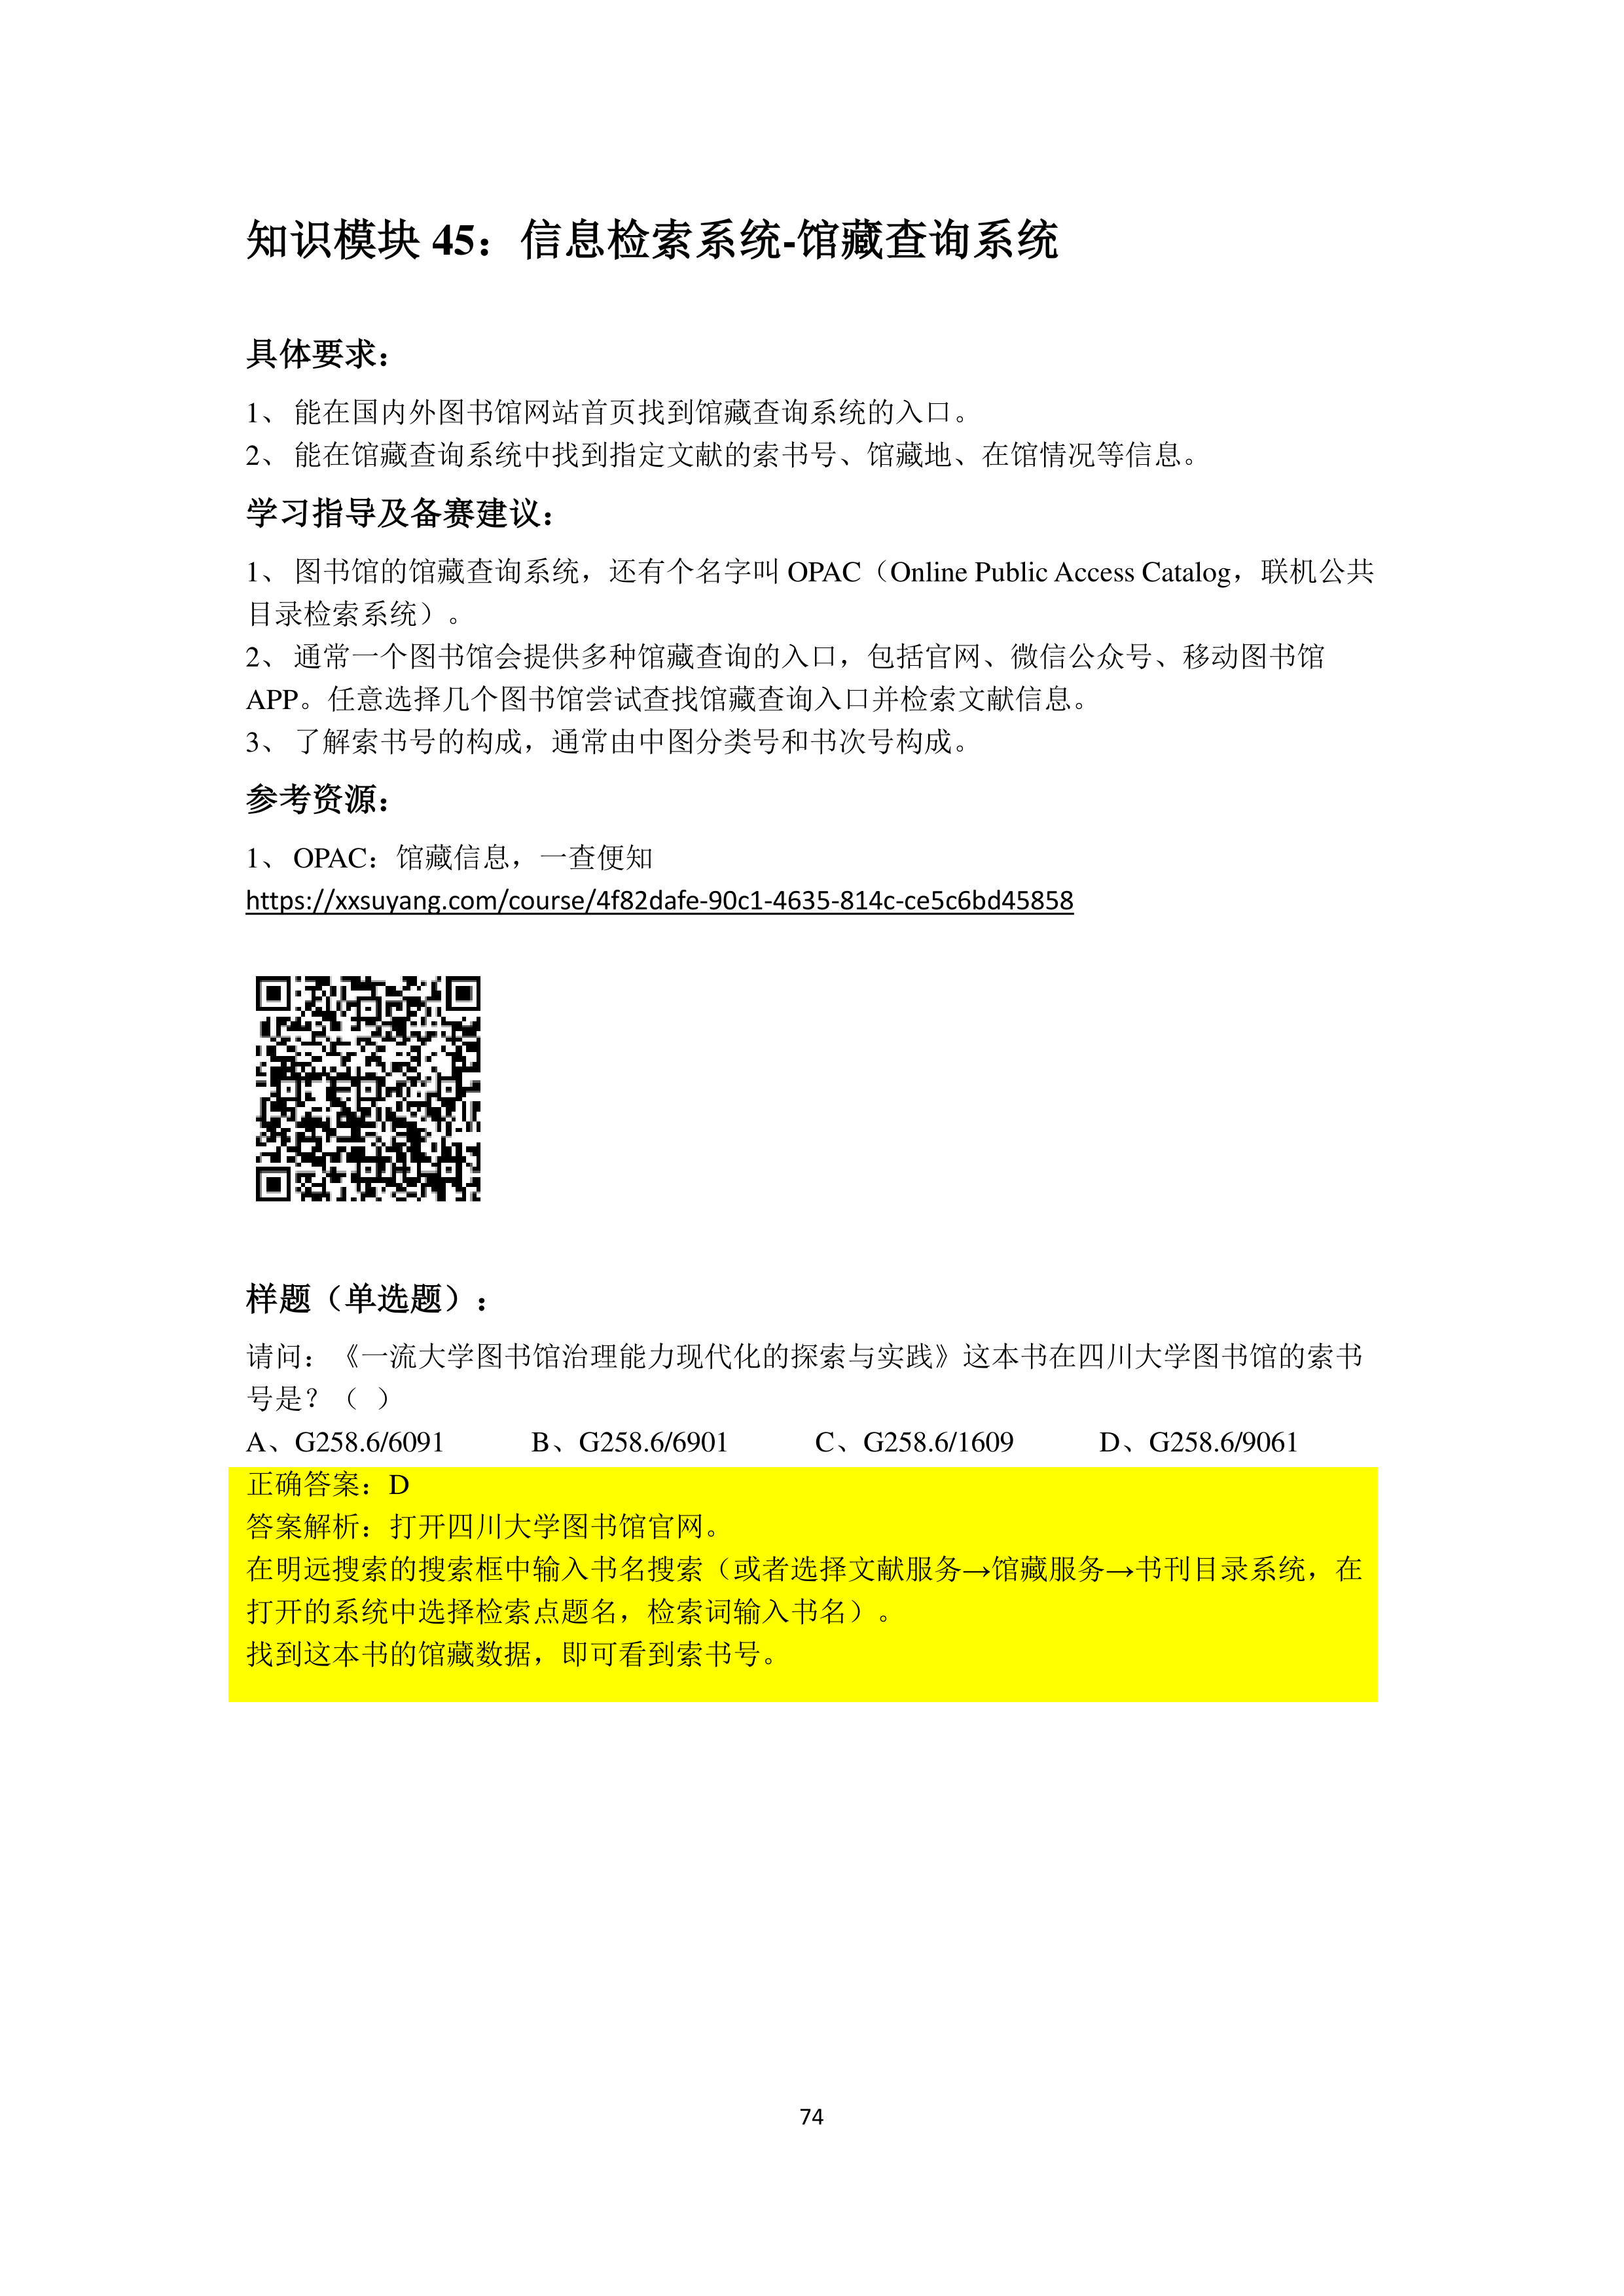 知识模块 45：信息检索系统-馆藏查询系统
具体要求：
1、 能在国内外图书馆网站首页找到馆藏查询系统的入口。
2、 能在馆藏查询系统中找到指定文献的索书号、馆藏地、在馆情况等信息。
学习指导及备赛建议：
1、 图书馆的馆藏查询系统，还有个名字叫 OPAC（Online Public Access Catalog，联机公共
目录检索系统）。
2、 通常一个图书馆会提供多种馆藏查询的入口，包括官网、微信公众号、移动图书馆
APP。任意选择几个图书馆尝试查找馆藏查询入口并检索文献信息。
3、 了解索书号的构成，通常由中图分类号和书次号构成。
参考资源：
1、 OPAC：馆藏信息，一查便知
https://xxsuyang.com/course/4f82dafe-90c1-4635-814c-ce5c6bd45858
样题（单选题）：
请问：《一流大学图书馆治理能力现代化的探索与实践》这本书在四川大学图书馆的索书
号是？（ ）
A、G258.6/6091 B、G258.6/6901 C、G258.6/1609 D、G258.6/9061
正确答案：D
答案解析：打开四川大学图书馆官网。
在明远搜索的搜索框中输入书名搜索（或者选择文献服务→馆藏服务→书刊目录系统，在
打开的系统中选择检索点题名，检索词输入书名）。
找到这本书的馆藏数据，即可看到索书号。
74